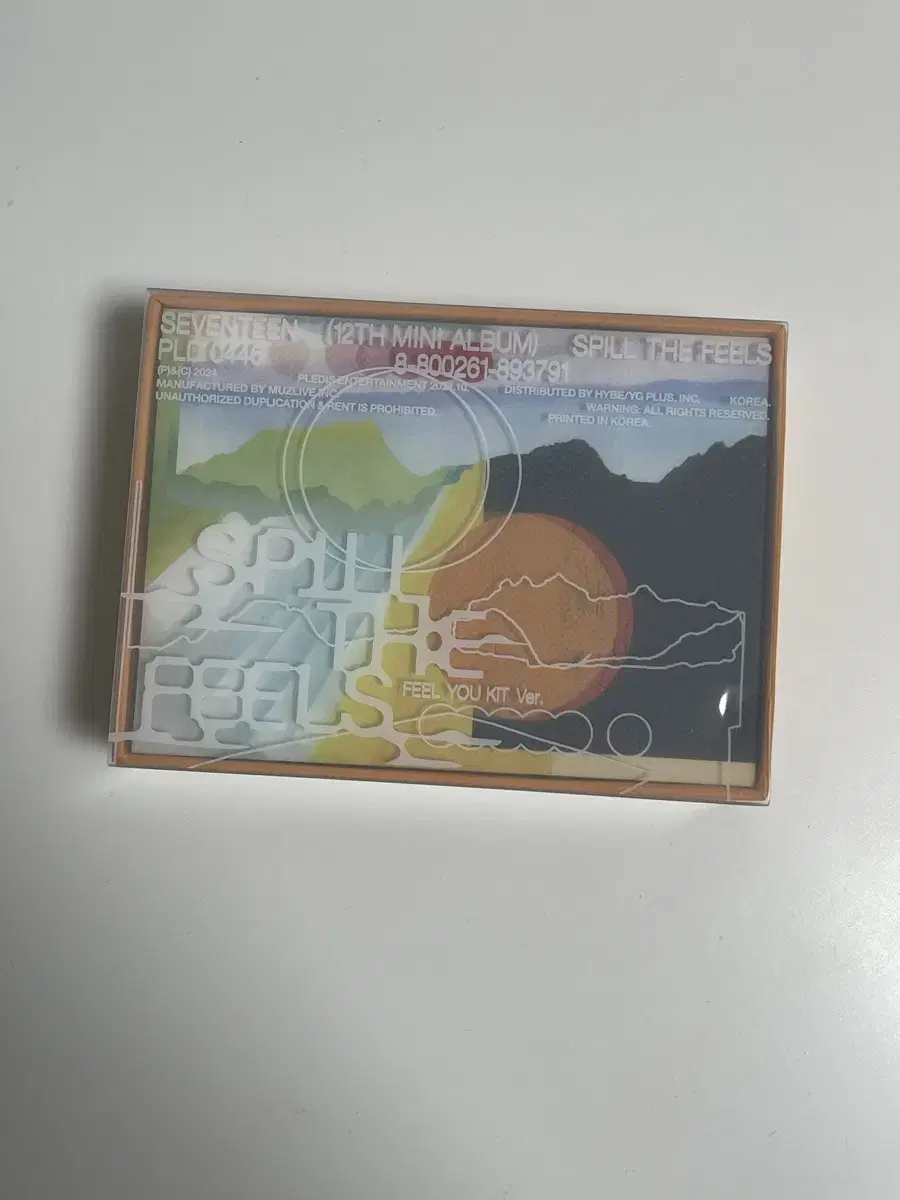 SEVENTEEN (12TH MINI ALBUM) SPILL THE FEELS
PLD 0446 8-800261-893791
(P)&(C) 2024 PLEDIS ENTERTAINMENT 2024.10. DISTRIBUTED BY HYBE/YG PLUS, INC. KOREA.
MANUFACTURED BY MUZLIVE INC. WARNING: ALL RIGHTS RESERVED.
UNAUTHORIZED DUPLICATION & RENT IS PROHIBITED. PRINTED IN KOREA.
SPILL
THE
FEELS
FEEL YOU KIT Ver.